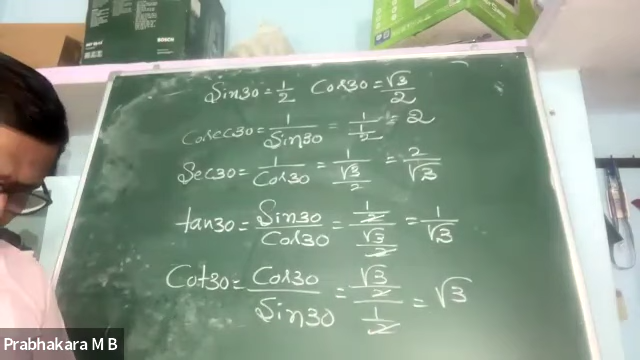 BOSCH
Sin30 = 1/2 Cos30 = √3/2
Cosec30 = 1/Sin30 = 1/(1/2) = 2
Sec30 = 1/Cos30 = 1/(√3/2) = 2/√3
tan30 = Sin30/Cos30 = (1/2)/(√3/2) = 1/√3
Cot30 = Cos30/Sin30 = (√3/2)/(1/2) = √3
Prabhakara M B